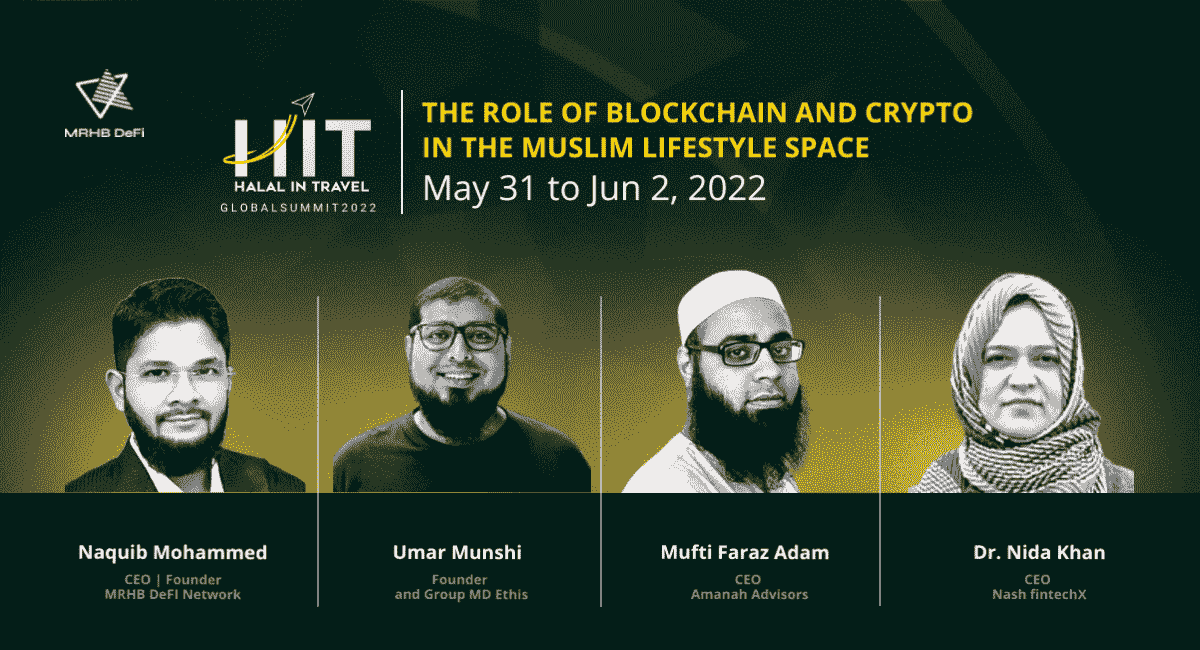 MRHB DeFi
HIT
HALAL IN TRAVEL
GLOBALSUMMIT2022
THE ROLE OF BLOCKCHAIN AND CRYPTO
IN THE MUSLIM LIFESTYLE SPACE
May 31 to Jun 2, 2022
Naquib Mohammed
CEO | Founder
MRHB DeFI Network
Umar Munshi
Founder
and Group MD Ethis
Mufti Faraz Adam
CEO
Amanah Advisors
Dr. Nida Khan
CEO
Nash fintechX